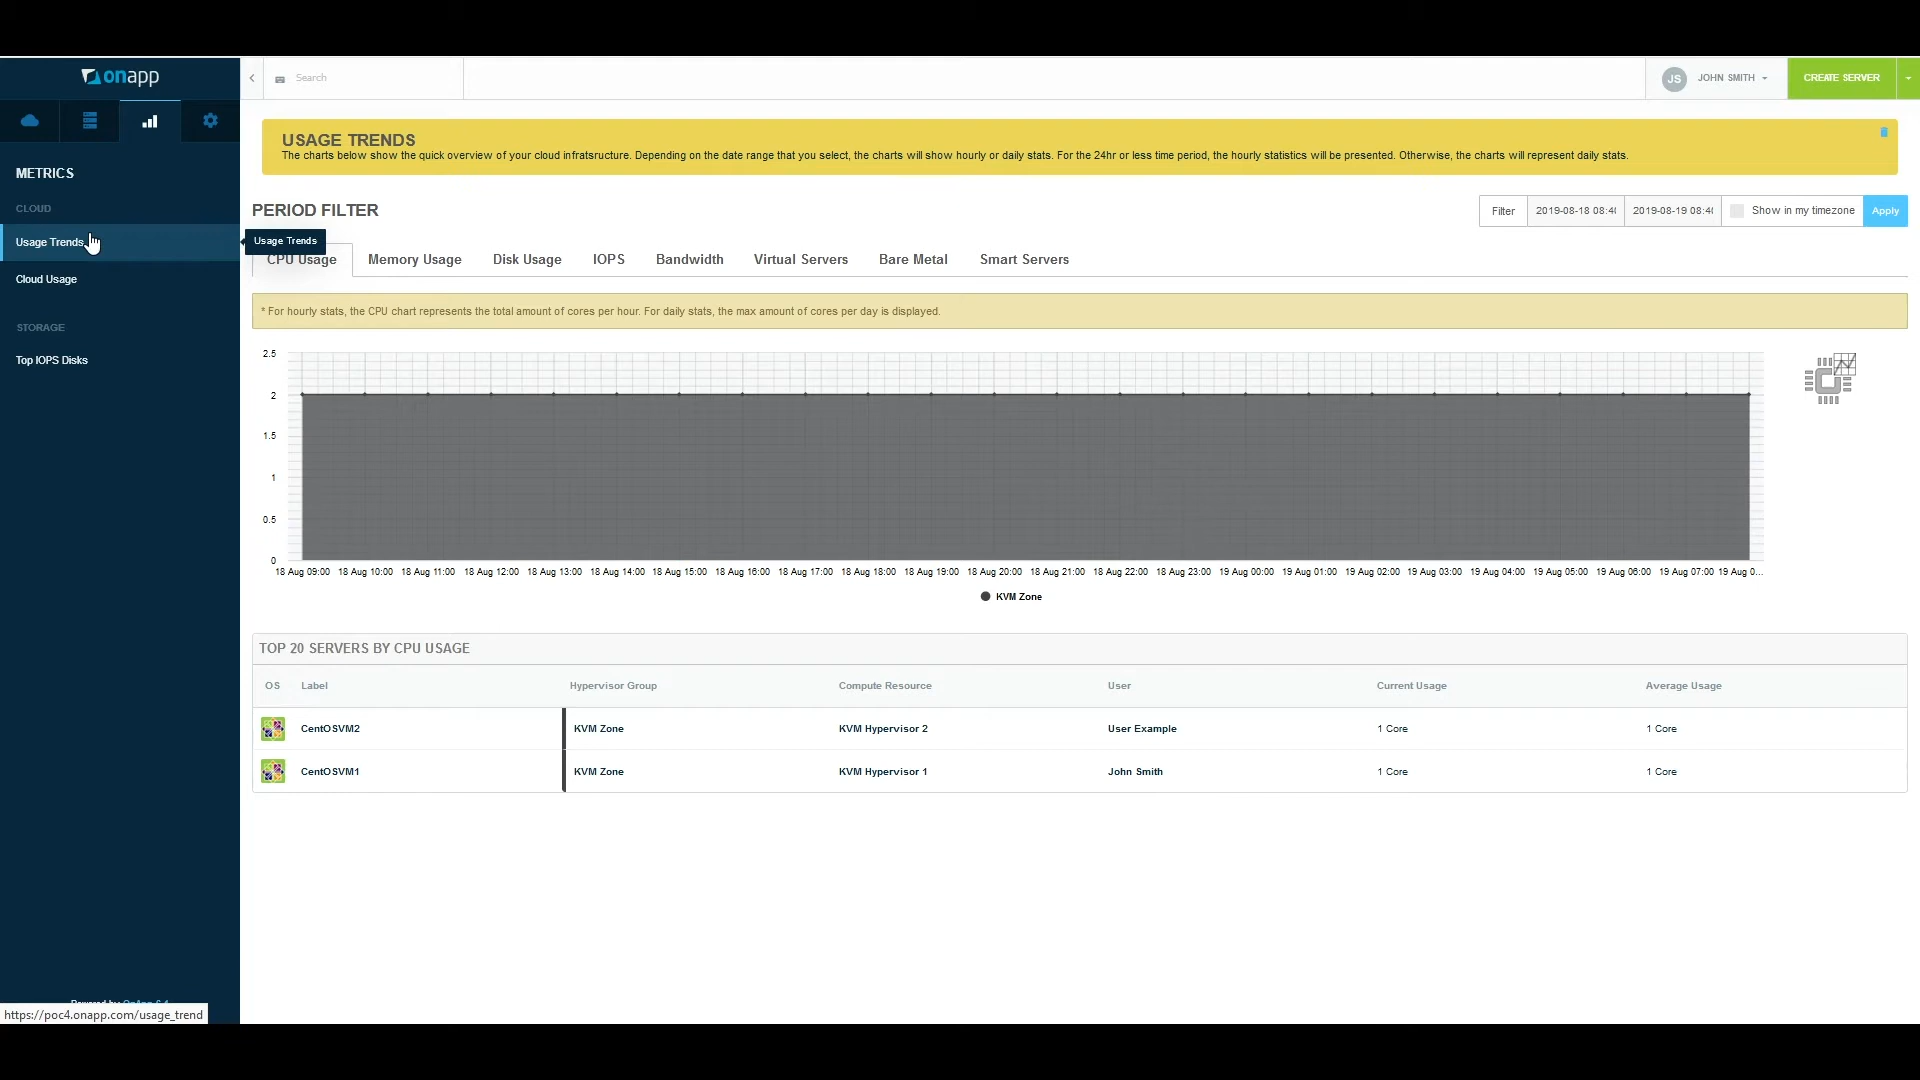 onapp
Search
JS JOHN SMITH
CREATE SERVER
METRICS
CLOUD
Usage Trends
Cloud Usage
STORAGE
Top IOPS Disks
USAGE TRENDS
The charts below show the quick overview of your cloud infratsructure. Depending on the date range that you select, the charts will show hourly or daily stats. For the 24hr or less time period, the hourly statistics will be presented. Otherwise, the charts will represent daily stats.
PERIOD FILTER
Filter 2019-08-18 08:4 2019-08-19 08:4 Show in my timezone Apply
Usage Trends
CPU Usage Memory Usage Disk Usage IOPS Bandwidth Virtual Servers Bare Metal Smart Servers
* For hourly stats, the CPU chart represents the total amount of cores per hour. For daily stats, the max amount of cores per day is displayed.
2.5
2
1.5
1
0.5
0
18 Aug 09:00 18 Aug 10:00 18 Aug 11:00 18 Aug 12:00 18 Aug 13:00 18 Aug 14:00 18 Aug 15:00 18 Aug 16:00 18 Aug 17:00 18 Aug 18:00 18 Aug 19:00 18 Aug 20:00 18 Aug 21:00 18 Aug 22:00 18 Aug 23:00 19 Aug 00:00 19 Aug 01:00 19 Aug 02:00 19 Aug 03:00 19 Aug 04:00 19 Aug 05:00 19 Aug 06:00 19 Aug 07:00 19 Aug 0...
KVM Zone
TOP 20 SERVERS BY CPU USAGE
OS Label Hypervisor Group Compute Resource User Current Usage Average Usage
CentOSVM2 KVM Zone KVM Hypervisor 2 User Example 1 Core 1 Core
CentOSVM1 KVM Zone KVM Hypervisor 1 John Smith 1 Core 1 Core
https://poc4.onapp.com/usage_trend